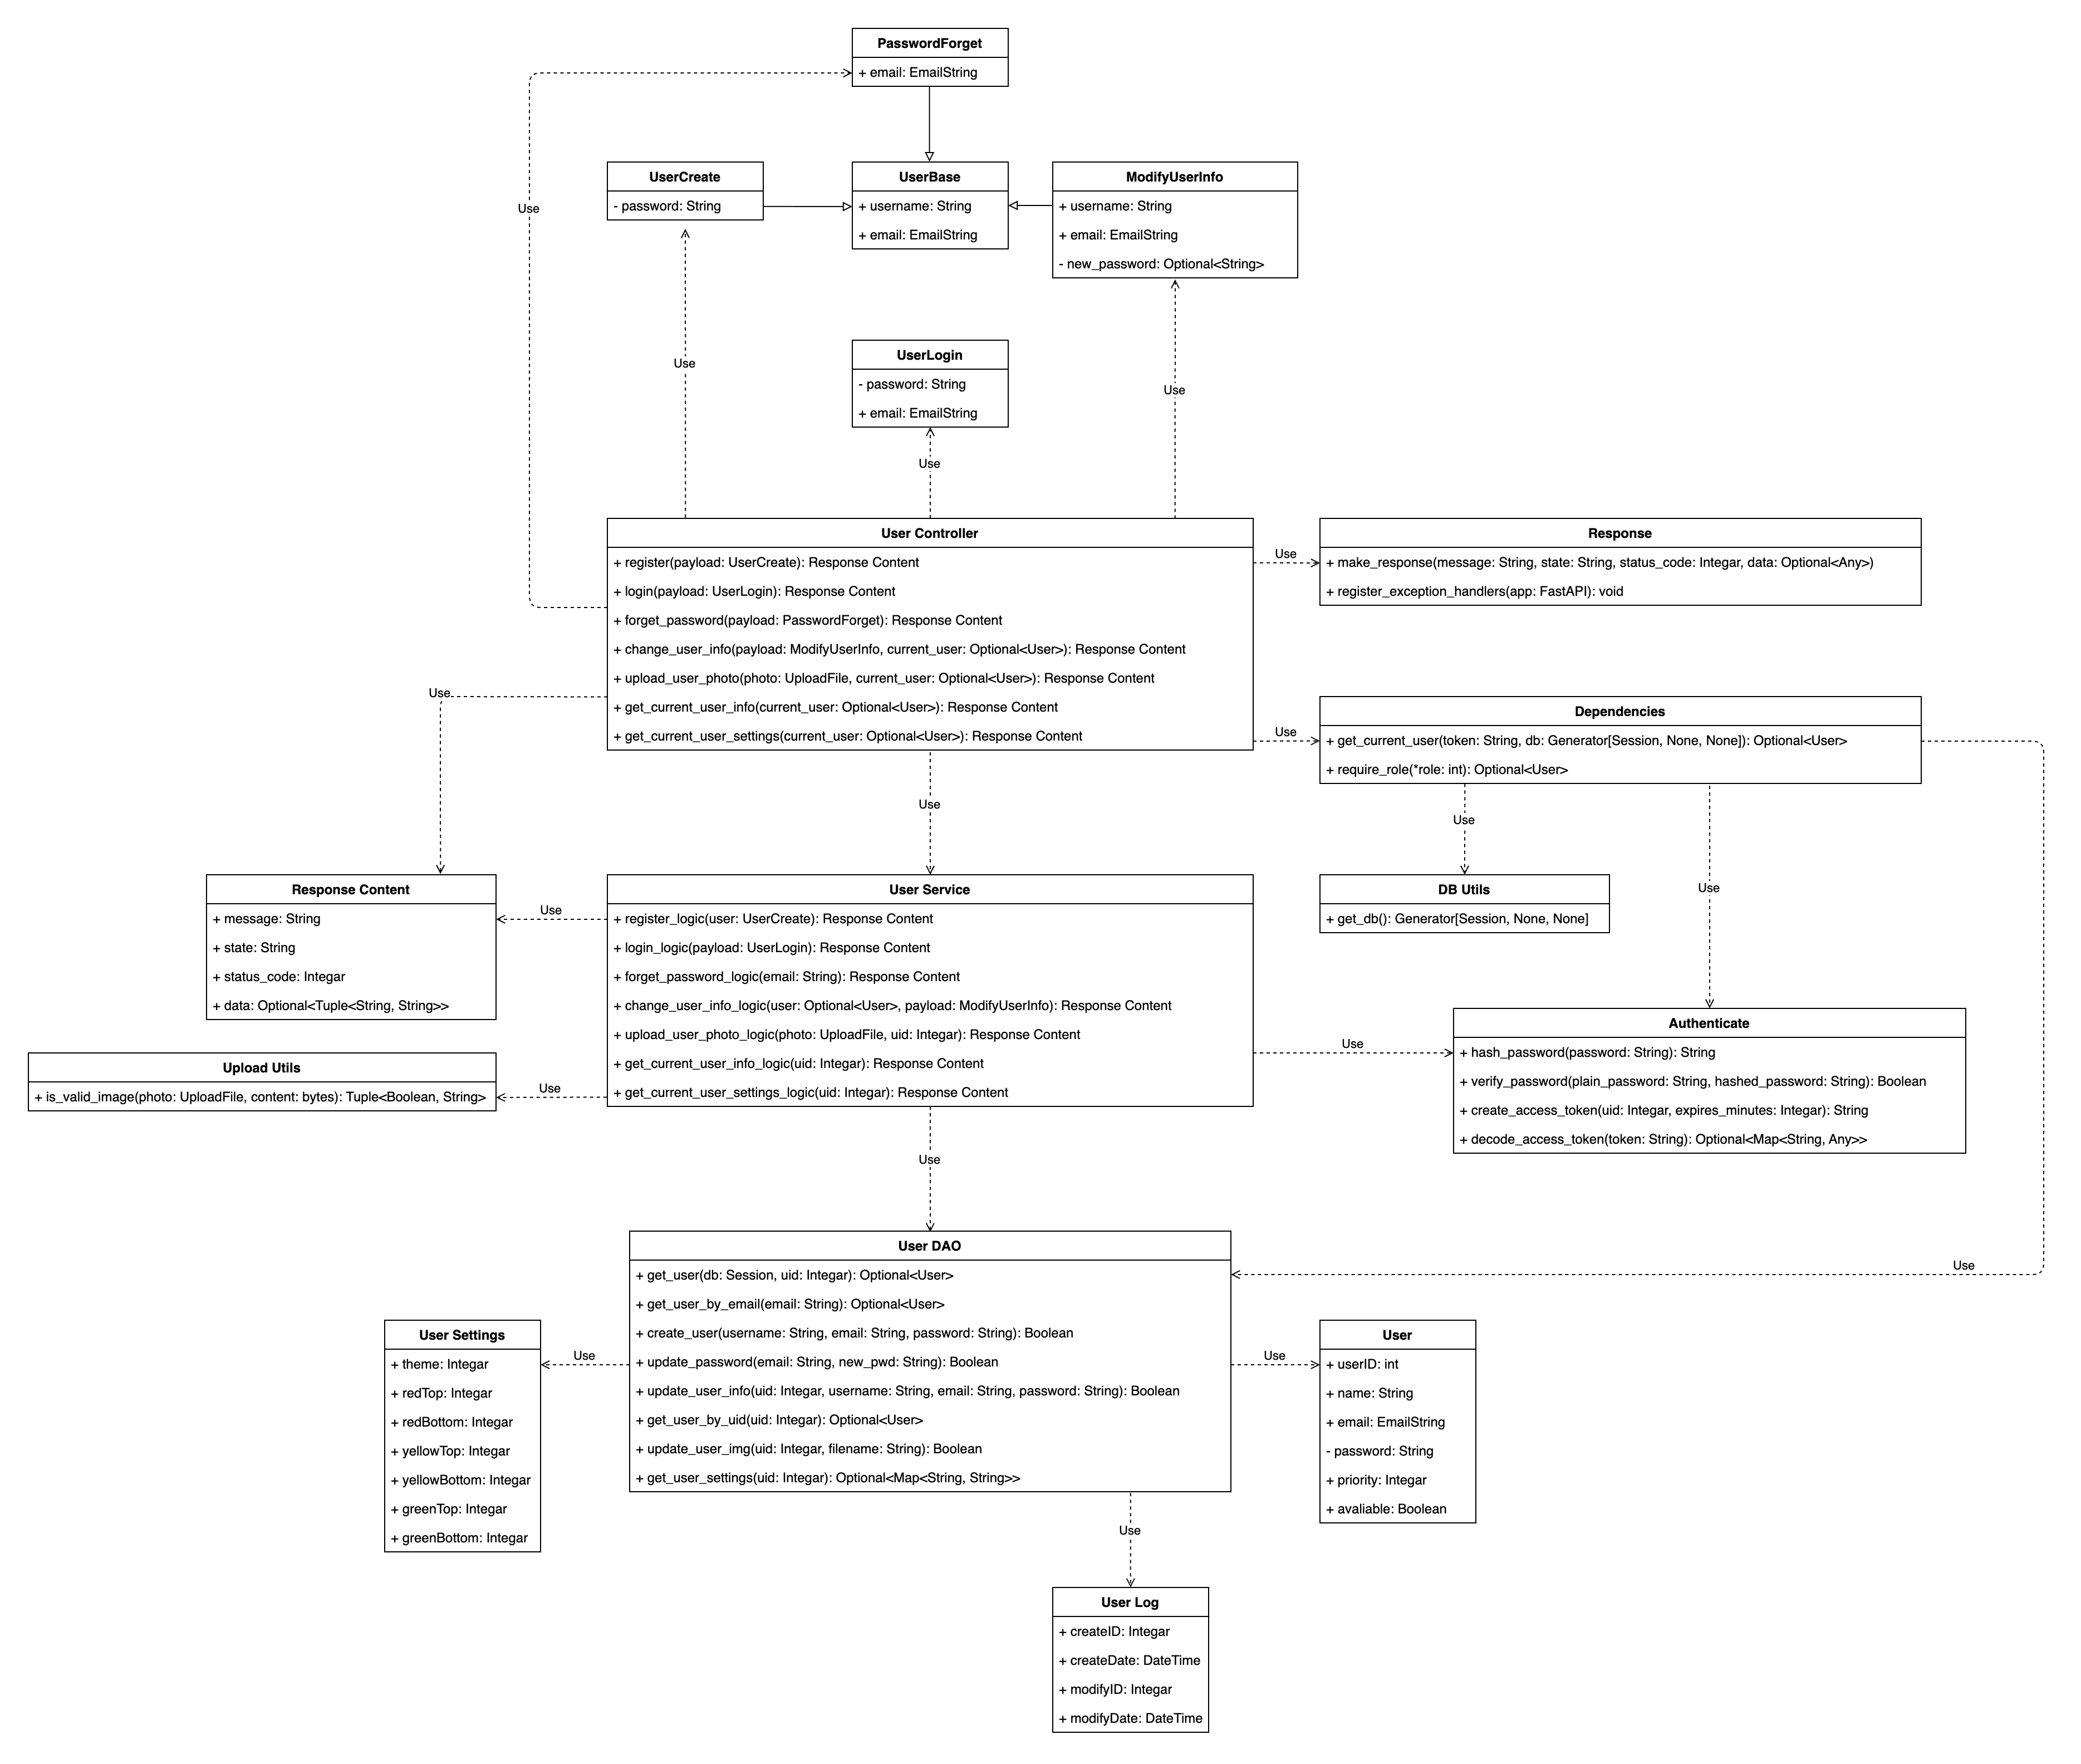 PasswordForget
+ email: EmailString
UserCreate
- password: String
UserBase
+ username: String
+ email: EmailString
ModifyUserInfo
+ username: String
+ email: EmailString
- new_password: Optional<String>
Use
Use
Use
UserLogin
- password: String
+ email: EmailString
Use
User Controller
+ register(payload: UserCreate): Response Content
+ login(payload: UserLogin): Response Content
+ forget_password(payload: PasswordForget): Response Content
+ change_user_info(payload: ModifyUserInfo, current_user: Optional<User>): Response Content
+ upload_user_photo(photo: UploadFile, current_user: Optional<User>): Response Content
+ get_current_user_info(current_user: Optional<User>): Response Content
+ get_current_user_settings(current_user: Optional<User>): Response Content
Use
Response
+ make_response(message: String, state: String, status_code: Integar, data: Optional<Any>)
+ register_exception_handlers(app: FastAPI): void
Use
Use
Dependencies
+ get_current_user(token: String, db: Generator[Session, None, None]): Optional<User>
+ require_role(*role: int): Optional<User>
Use
Use
Use
Response Content
+ message: String
+ state: String
+ status_code: Integar
+ data: Optional<Tuple<String, String>>
Use
User Service
+ register_logic(user: UserCreate): Response Content
+ login_logic(payload: UserLogin): Response Content
+ forget_password_logic(email: String): Response Content
+ change_user_info_logic(user: Optional<User>, payload: ModifyUserInfo): Response Content
+ upload_user_photo_logic(photo: UploadFile, uid: Integar): Response Content
+ get_current_user_info_logic(uid: Integar): Response Content
+ get_current_user_settings_logic(uid: Integar): Response Content
DB Utils
+ get_db(): Generator[Session, None, None]
Upload Utils
+ is_valid_image(photo: UploadFile, content: bytes): Tuple<Boolean, String>
Use
Use
Authenticate
+ hash_password(password: String): String
+ verify_password(plain_password: String, hashed_password: String): Boolean
+ create_access_token(uid: Integar, expires_minutes: Integar): String
+ decode_access_token(token: String): Optional<Map<String, Any>>
Use
User DAO
+ get_user(db: Session, uid: Integar): Optional<User>
+ get_user_by_email(email: String): Optional<User>
+ create_user(username: String, email: String, password: String): Boolean
+ update_password(email: String, new_pwd: String): Boolean
+ update_user_info(uid: Integar, username: String, email: String, password: String): Boolean
+ get_user_by_uid(uid: Integar): Optional<User>
+ update_user_img(uid: Integar, filename: String): Boolean
+ get_user_settings(uid: Integar): Optional<Map<String, String>>
Use
User Settings
+ theme: Integar
+ redTop: Integar
+ redBottom: Integar
+ yellowTop: Integar
+ yellowBottom: Integar
+ greenTop: Integar
+ greenBottom: Integar
Use
Use
User
+ userID: int
+ name: String
+ email: EmailString
- password: String
+ priority: Integar
+ avaliable: Boolean
Use
User Log
+ createID: Integar
+ createDate: DateTime
+ modifyID: Integar
+ modifyDate: DateTime